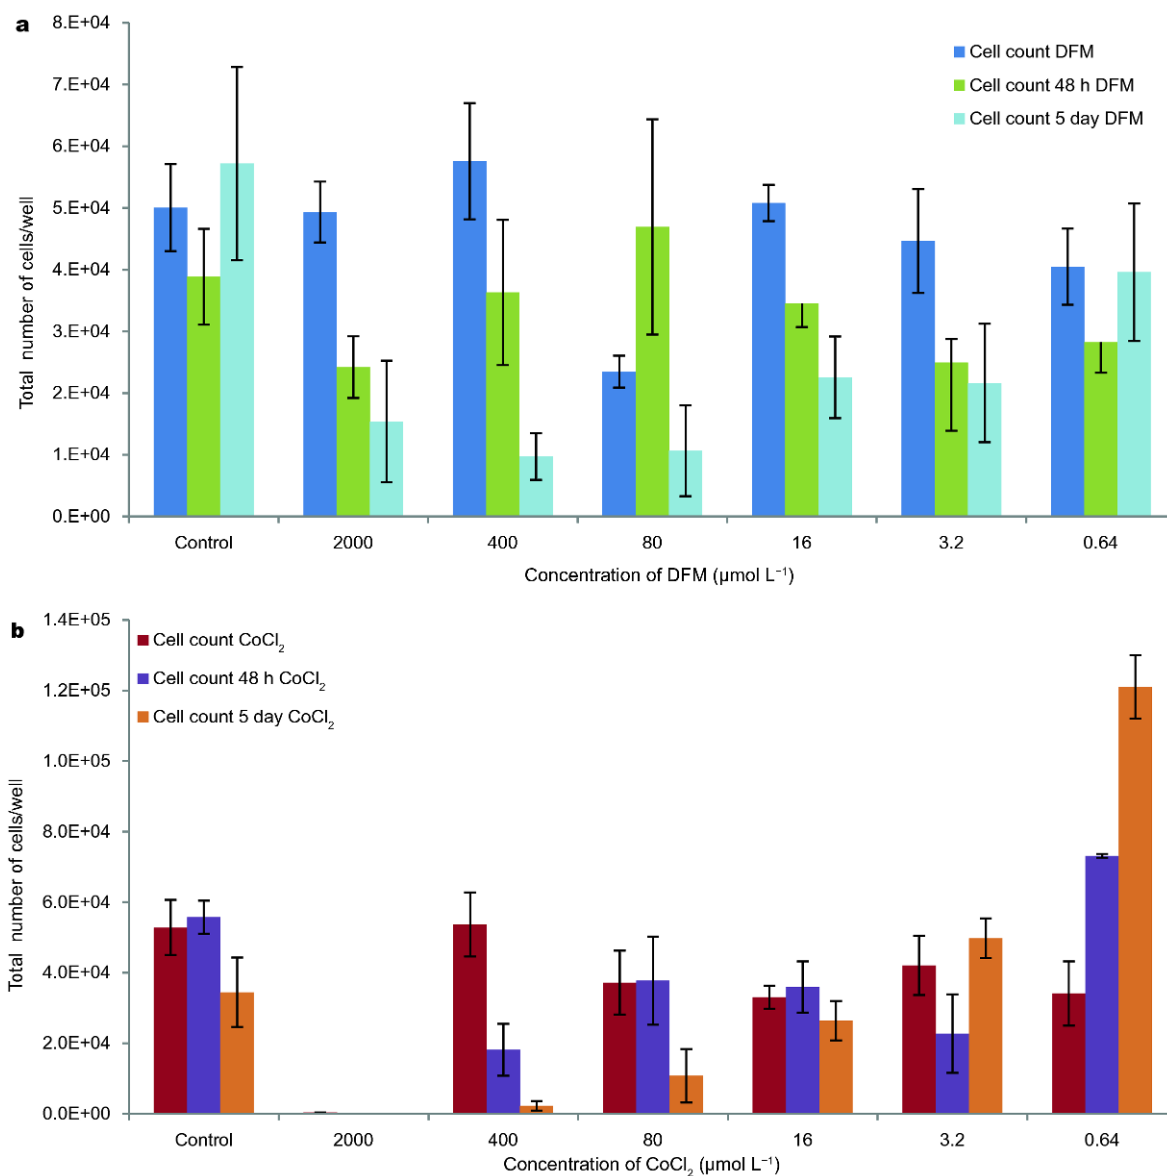 a
8.E+04
7.E+04
6.E+04
5.E+04
4.E+04
3.E+04
2.E+04
1.E+04
0.E+00
Total number of cells/well
Cell count DFM
Cell count 48 h DFM
Cell count 5 day DFM
Control 2000 400 80 16 3.2 0.64
Concentration of DFM (μmol L⁻¹)
b
1.4E+05
1.2E+05
1.0E+05
8.0E+04
6.0E+04
4.0E+04
2.0E+04
0.0E+00
Total number of cells/well
Cell count CoCl₂
Cell count 48 h CoCl₂
Cell count 5 day CoCl₂
Control 2000 400 80 16 3.2 0.64
Concentration of CoCl₂ (μmol L⁻¹)